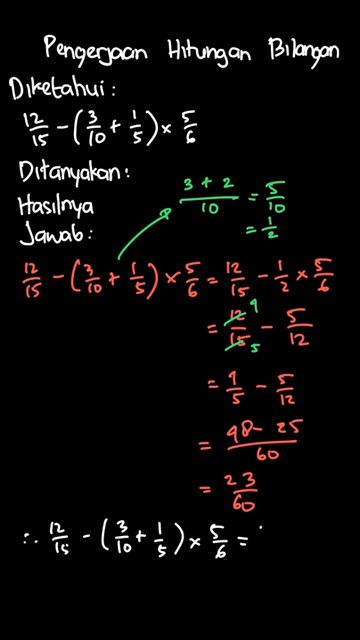 Pengerjaan Hitungan Bilangan
Diketahui:
12/15 - (3/10 + 1/5) × 5/6
Ditanyakan:
Hasilnya
Jawab:
3 + 2/10 = 5/10
= 1/2
12/15 - (3/10 + 1/5) × 5/6 = 12/15 - 1/2 × 5/6
= 12/15 - 5/12
4
5
= 4/5 - 5/12
= 48 - 25/60
= 23/60
∴ 12/15 - (3/10 + 1/5) × 5/6 =